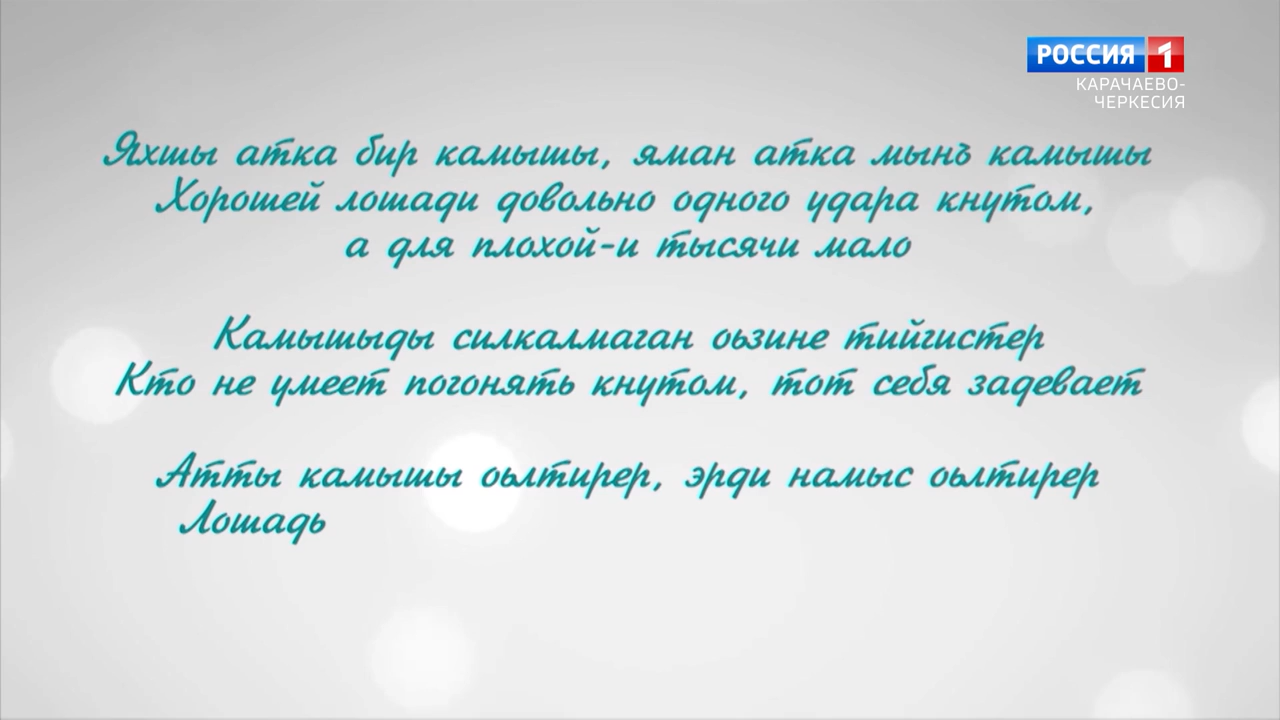 РОССИЯ 1
КАРАЧАЕВО-
ЧЕРКЕСИЯ
Яхшы атка бир камышы, яман атка мынъ камышы
Хорошей лошади довольно одного удара кнутом,
а для плохой-и тысячи мало
Камышыды силкалмаган оьзине тийгистер
Кто не умеет погонять кнутом, тот себя задевает
Атты камышы оьлтирер, эрди намыс оьлтирер
Лошадь